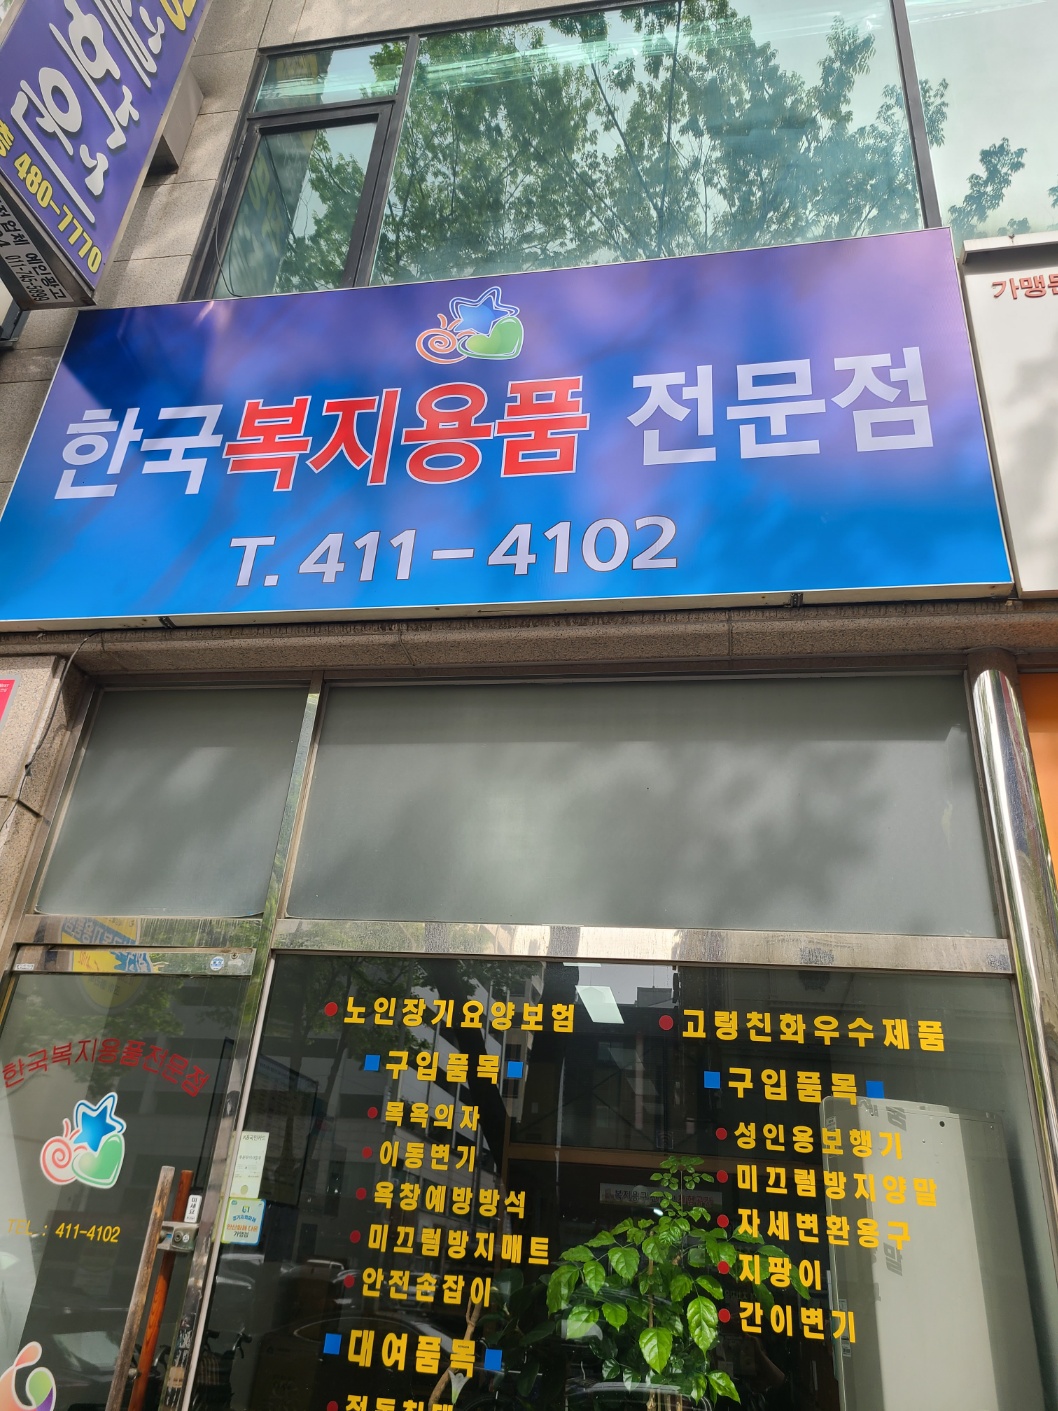 480-7770
한국복지용품 전문점
T. 411-4102
가맹문
노인장기요양보험
구입품목
목욕의자
이동변기
욕창예방방석
미끄럼방지매트
안전손잡이
대여품목
고령친화우수제품
구입품목
성인용보행기
미끄럼방지양말
자세변환용구
지팡이
간이변기
한국복지용품전문점
TEL : 411-4102